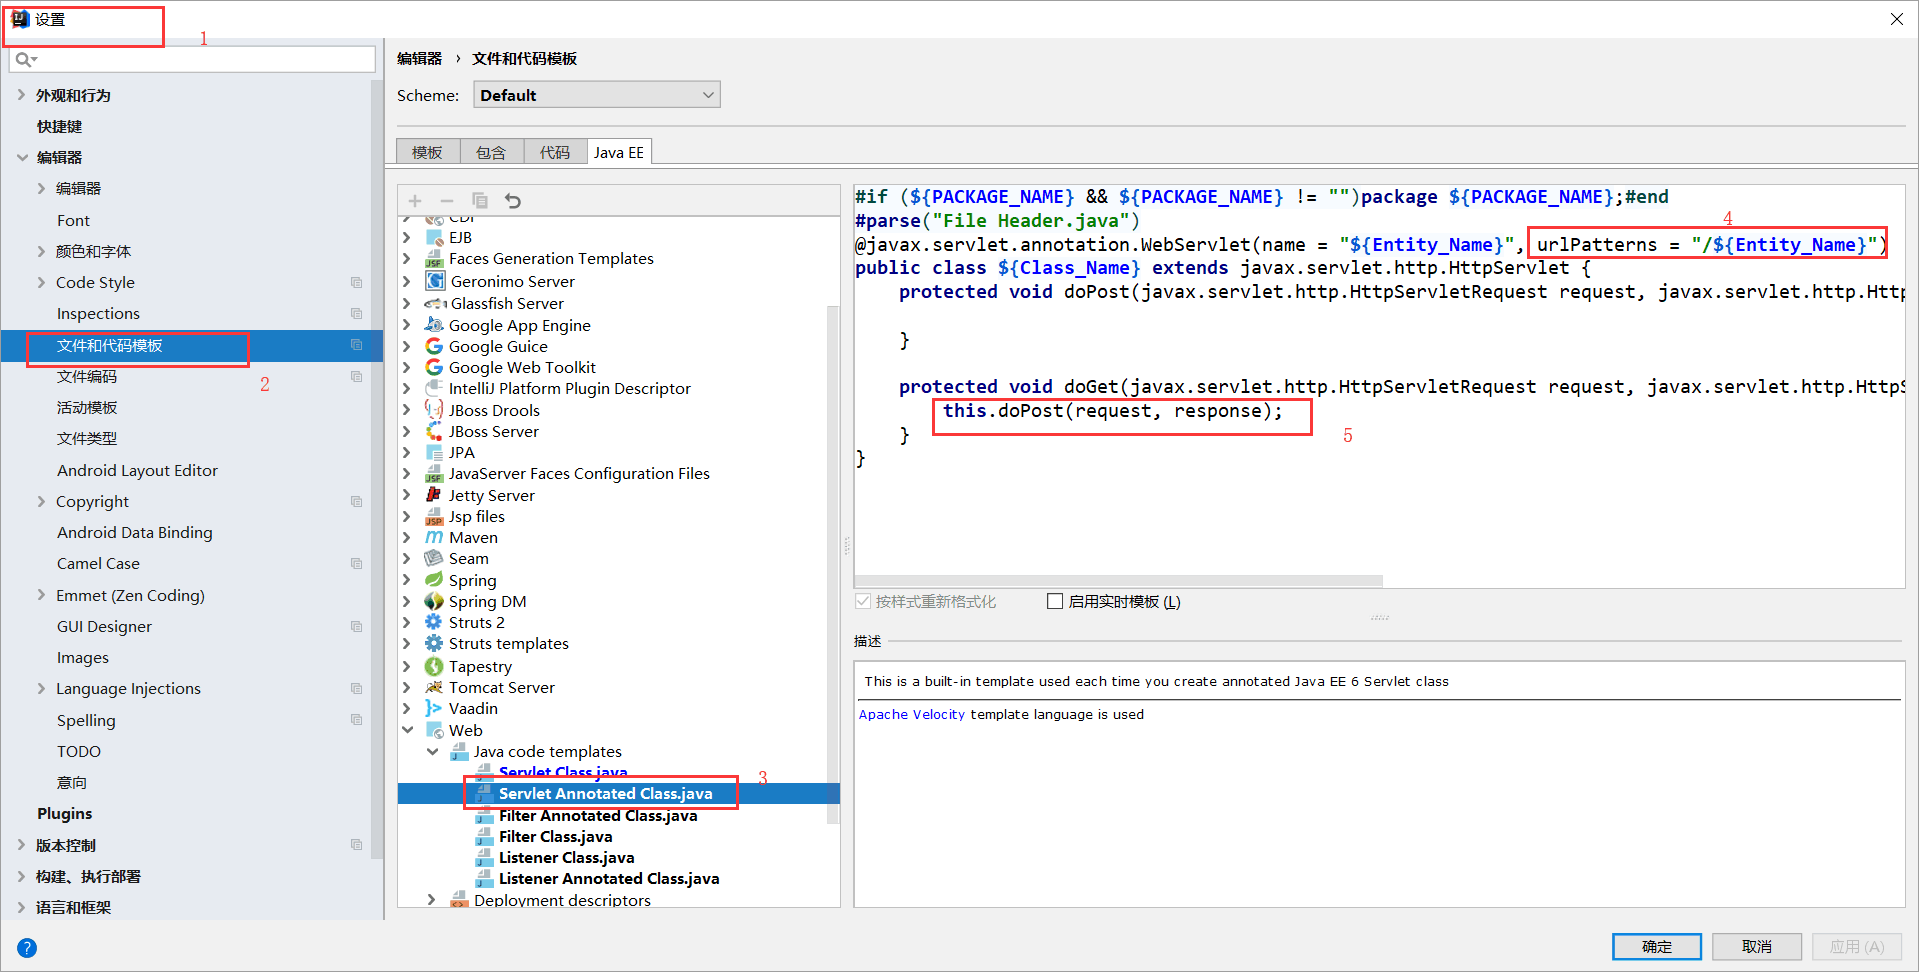 设置
1
编辑器 › 文件和代码模板
Scheme: Default
模板 包含 代码 Java EE
外观和行为
快捷键
编辑器
编辑器
Font
颜色和字体
Code Style
Inspections
文件和代码模板
2
文件编码
活动模板
文件类型
Android Layout Editor
Copyright
Android Data Binding
Camel Case
Emmet (Zen Coding)
GUI Designer
Images
Language Injections
Spelling
TODO
意向
Plugins
版本控制
构建、执行部署
语言和框架
CDI
EJB
Faces Generation Templates
Geronimo Server
Glassfish Server
Google App Engine
Google Guice
Google Web Toolkit
IntelliJ Platform Plugin Descriptor
JBoss Drools
JBoss Server
JPA
JavaServer Faces Configuration Files
Jetty Server
Jsp files
Maven
Seam
Spring
Spring DM
Struts 2
Struts templates
Tapestry
Tomcat Server
Vaadin
Web
Java code templates
Servlet Class.java
Servlet Annotated Class.java
3
Filter Annotated Class.java
Filter Class.java
Listener Class.java
Listener Annotated Class.java
Deployment descriptors
#if (${PACKAGE_NAME} && ${PACKAGE_NAME} != "")package ${PACKAGE_NAME};#end
#parse("File Header.java")
4
@javax.servlet.annotation.WebServlet(name = "${Entity_Name}", urlPatterns = "/${Entity_Name}")
public class ${Class_Name} extends javax.servlet.http.HttpServlet {
protected void doPost(javax.servlet.http.HttpServletRequest request, javax.servlet.http.Htt
}
protected void doGet(javax.servlet.http.HttpServletRequest request, javax.servlet.http.HttpS
this.doPost(request, response);
5
}
}
按样式重新格式化 启用实时模板 (L)
描述
This is a built-in template used each time you create annotated Java EE 6 Servlet class
Apache Velocity template language is used
? 确定 取消 应用 (A)